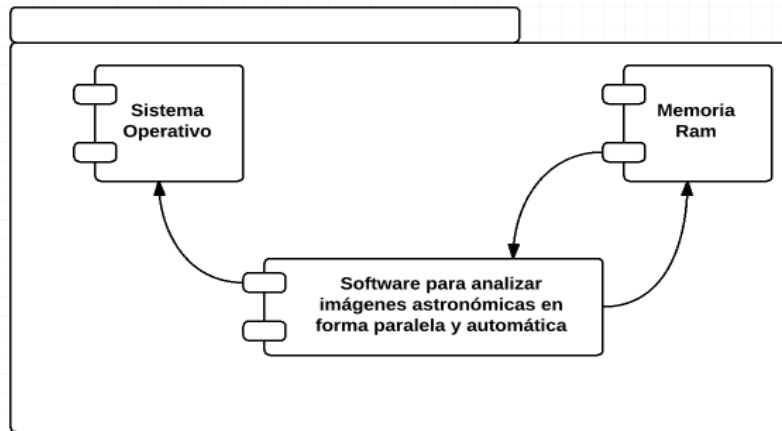 Sistema
Operativo
Memoria
Ram
Software para analizar
imágenes astronómicas en
forma paralela y automática